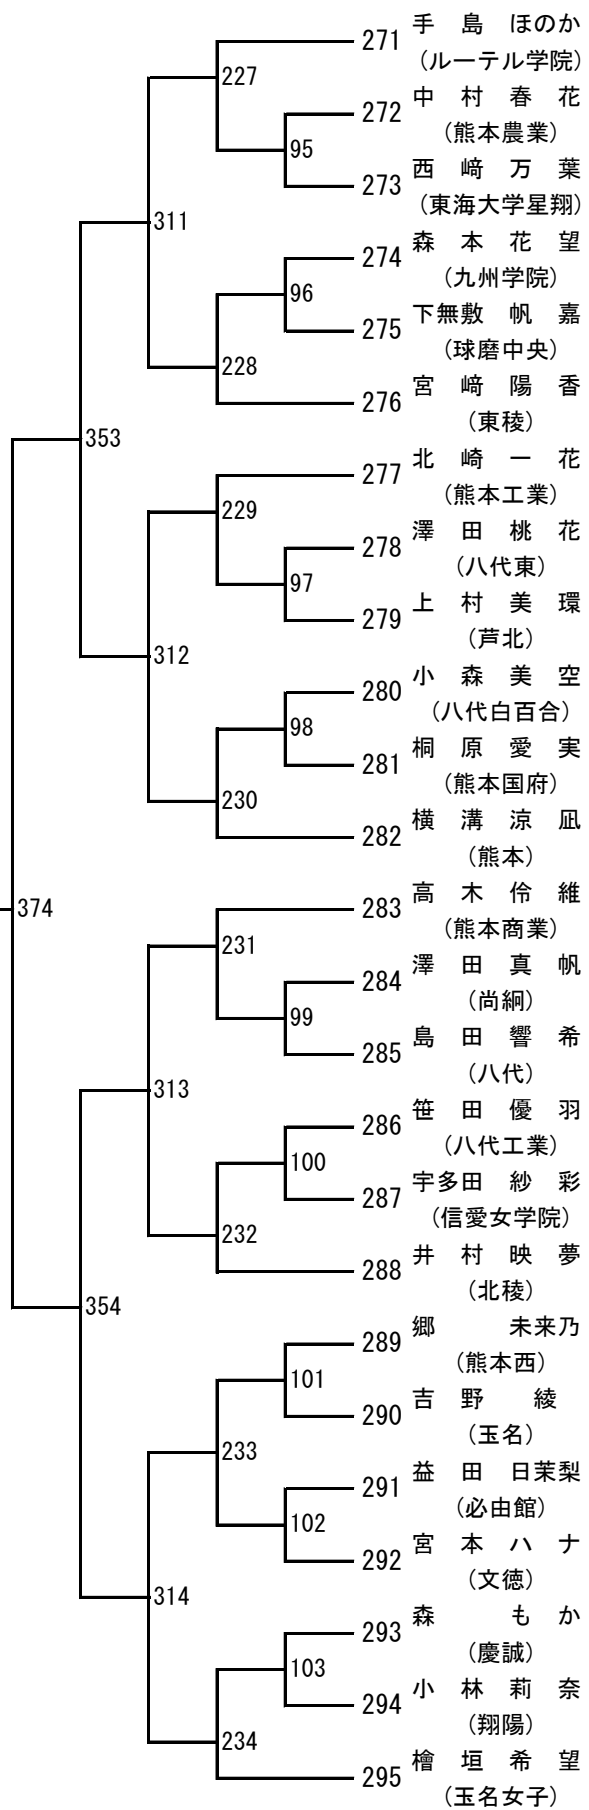 271 手島 ほのか
(ルーテル学院)
227
272 中村春花
(熊本農業)
95
273 西﨑万葉
(東海大学星翔)
311
274 森本花望
(九州学院)
96
275 下無敷 帆嘉
(球磨中央)
228
276 宮﨑陽香
(東稜)
353
277 北崎一花
(熊本工業)
229
278 澤田桃花
(八代東)
97
279 上村美環
(芦北)
312
280 小森美空
(八代白百合)
98
281 桐原愛実
(熊本国府)
230
282 横溝涼凪
(熊本)
374
283 高木伶維
(熊本商業)
231
284 澤田真帆
(尚絅)
99
285 島田響希
(八代)
313
286 笹田優羽
(八代工業)
100
287 宇多田 紗彩
(信愛女学院)
232
288 井村映夢
(北稜)
354
289 郷 未来乃
(熊本西)
101
290 吉野 綾
(玉名)
233
291 益田 日茉梨
(必由館)
102
292 宮本ハナ
(文徳)
314
293 森 もか
(慶誠)
103
294 小林莉奈
(翔陽)
234
295 檜垣希望
(玉名女子)